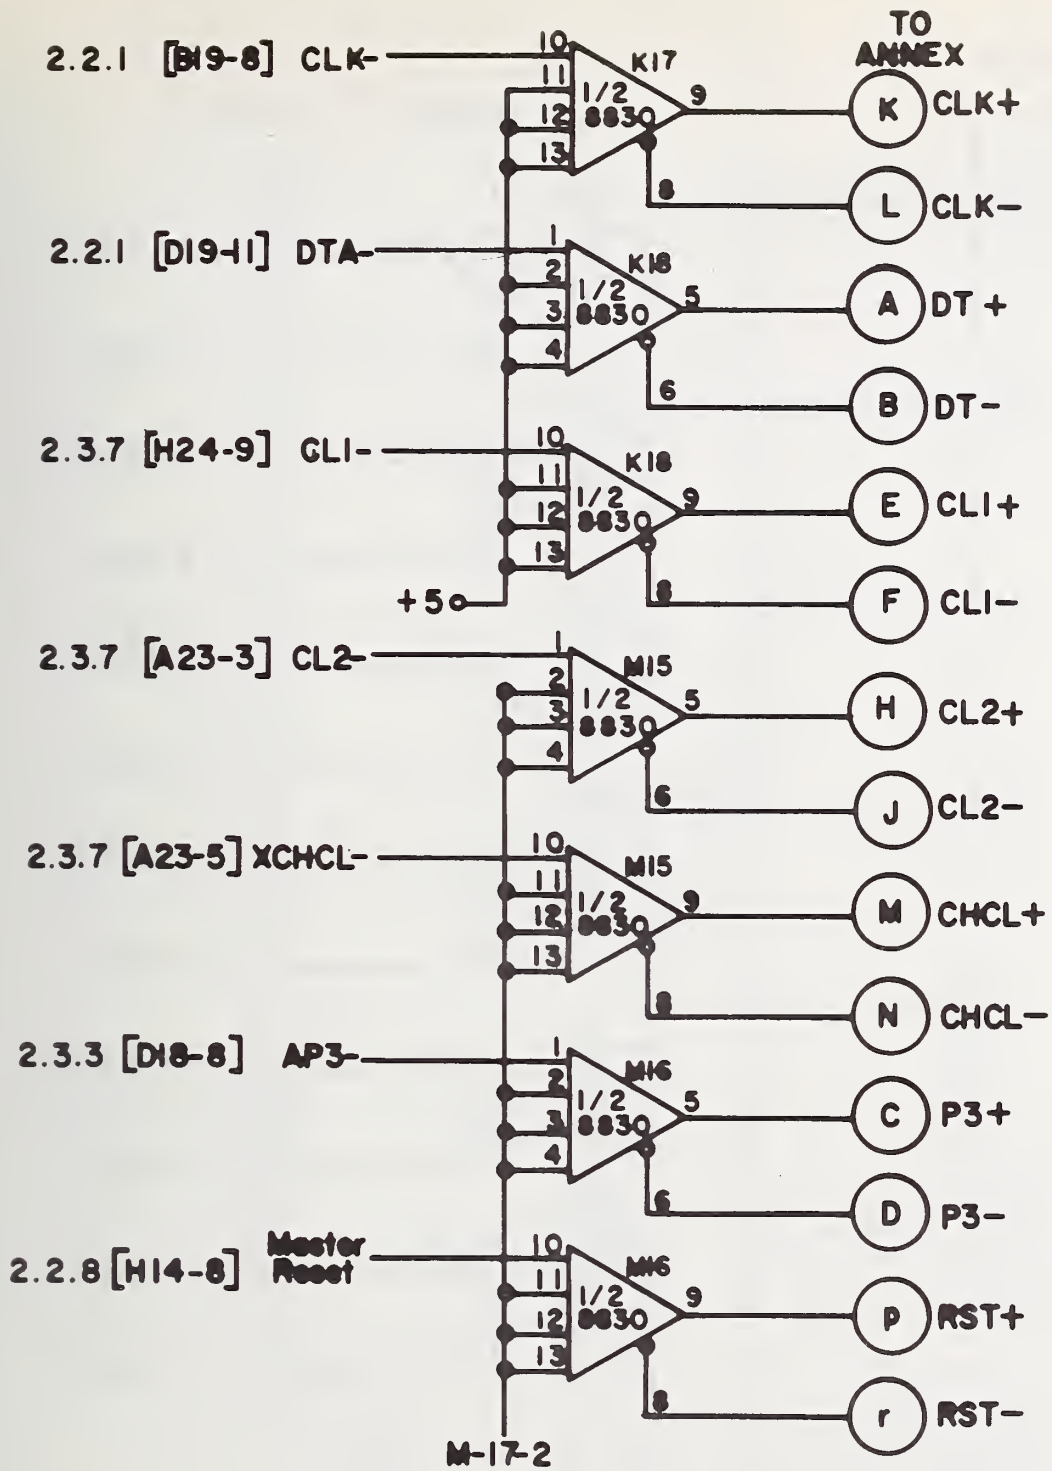 TO
ANNEX
2.2.1 [B19-8] CLK-
10
11
12
13
K17
1/2
8830
9
8
K CLK+
L CLK-
2.2.1 [D19-11] DTA-
1
2
3
4
K18
1/2
8830
5
6
A DT+
B DT-
2.3.7 [H24-9] CL1-
10
11
12
13
K18
1/2
8830
9
8
E CL1+
F CL1-
+5
2.3.7 [A23-3] CL2-
1
2
3
4
M15
1/2
8830
5
6
H CL2+
J CL2-
2.3.7 [A23-5] XCHCL-
10
11
12
13
M15
1/2
8830
9
8
M CHCL+
N CHCL-
2.3.3 [D18-8] AP3-
1
2
3
4
M16
1/2
8830
5
6
C P3+
D P3-
2.2.8 [H14-8] Master
Reset
10
11
12
13
M16
1/2
8830
9
8
p RST+
r RST-
M-17-2